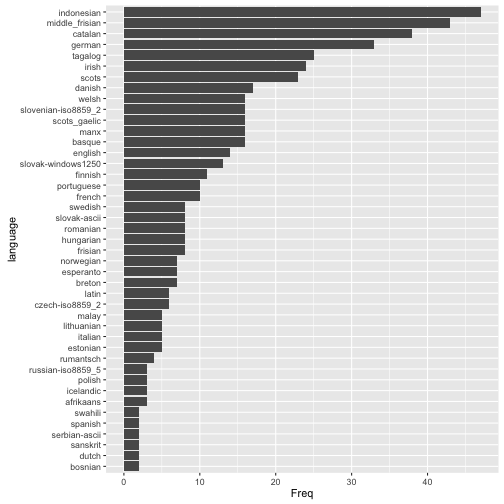 indonesian
middle_frisian
catalan
german
tagalog
irish
scots
danish
welsh
slovenian-iso8859_2
scots_gaelic
manx
basque
english
slovak-windows1250
finnish
portuguese
french
swedish
slovak-ascii
romanian
hungarian
frisian
norwegian
esperanto
breton
latin
czech-iso8859_2
malay
lithuanian
italian
estonian
rumantsch
russian-iso8859_5
polish
icelandic
afrikaans
swahili
spanish
serbian-ascii
sanskrit
dutch
bosnian
language
0 10 20 30 40
Freq